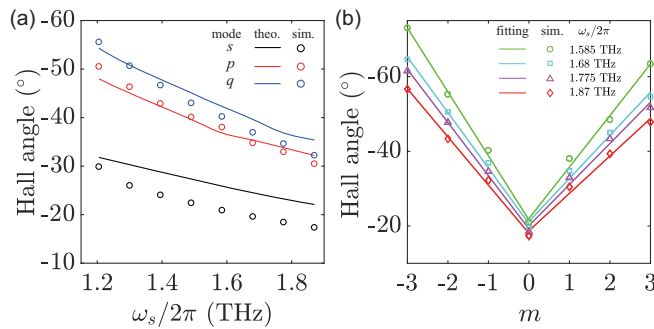 (a)
mode theo. sim.
s
p
q
Hall angle (°)
-60
-50
-40
-30
-20
-10
1.2 1.4 1.6 1.8
ω_s/2π (THz)
(b)
fitting sim. ω_s/2π
1.585 THz
1.68 THz
1.775 THz
1.87 THz
Hall angle (°)
-60
-40
-20
-3 -2 -1 0 1 2 3
m